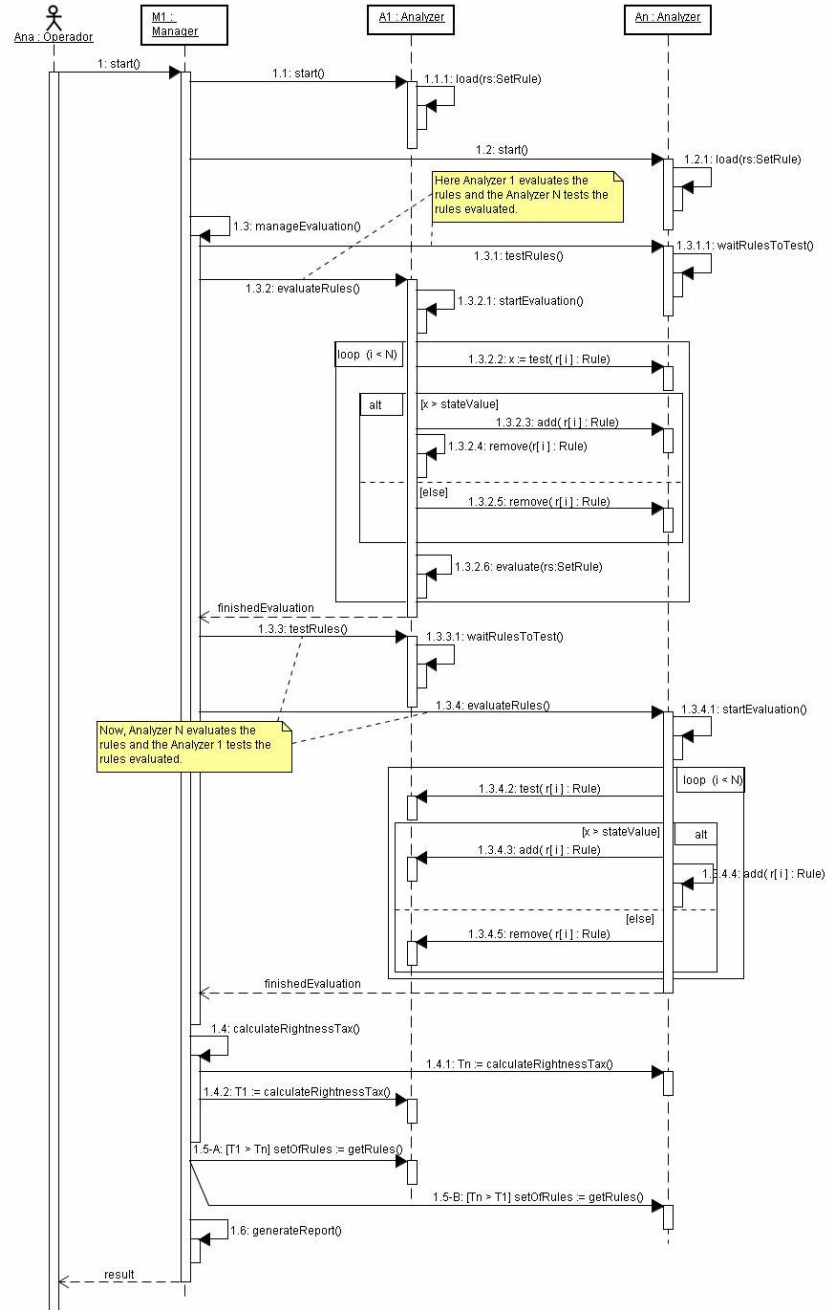 Ana : Operador
M1 :
Manager
A1 : Analyzer
An : Analyzer
1: start()
1.1: start()
1.1.1: load(rs:SetRule)
1.2: start()
1.2.1: load(rs:SetRule)
Here Analyzer 1 evaluates the
rules and the Analyzer N tests the
rules evaluated.
1.3: manageEvaluation()
1.3.1: testRules()
1.3.1.1: waitRulesToTest()
1.3.2: evaluateRules()
1.3.2.1: startEvaluation()
loop (i < N)
1.3.2.2: x := test( r[ i ] : Rule)
alt
[x > stateValue]
1.3.2.3: add( r[ i ] : Rule)
1.3.2.4: remove(r[ i ] : Rule)
[else]
1.3.2.5: remove( r[ i ] : Rule)
1.3.2.6: evaluate(rs:SetRule)
finishedEvaluation
1.3.3: testRules()
1.3.3.1: waitRulesToTest()
1.3.4: evaluateRules()
1.3.4.1: startEvaluation()
Now, Analyzer N evaluates the
rules and the Analyzer 1 tests the
rules evaluated.
loop (i < N)
1.3.4.2: test( r[ i ] : Rule)
[x > stateValue]
alt
1.3.4.3: add( r[ i ] : Rule)
1.3.4.4: add( r[ i ] : Rule)
[else]
1.3.4.5: remove( r[ i ] : Rule)
finishedEvaluation
1.4: calculateRightnessTax()
1.4.1: Tn := calculateRightnessTax()
1.4.2: T1 := calculateRightnessTax()
1.5-A: [T1 > Tn] setOfRules := getRules()
1.5-B: [Tn > T1] setOfRules := getRules()
1.6: generateReport()
result